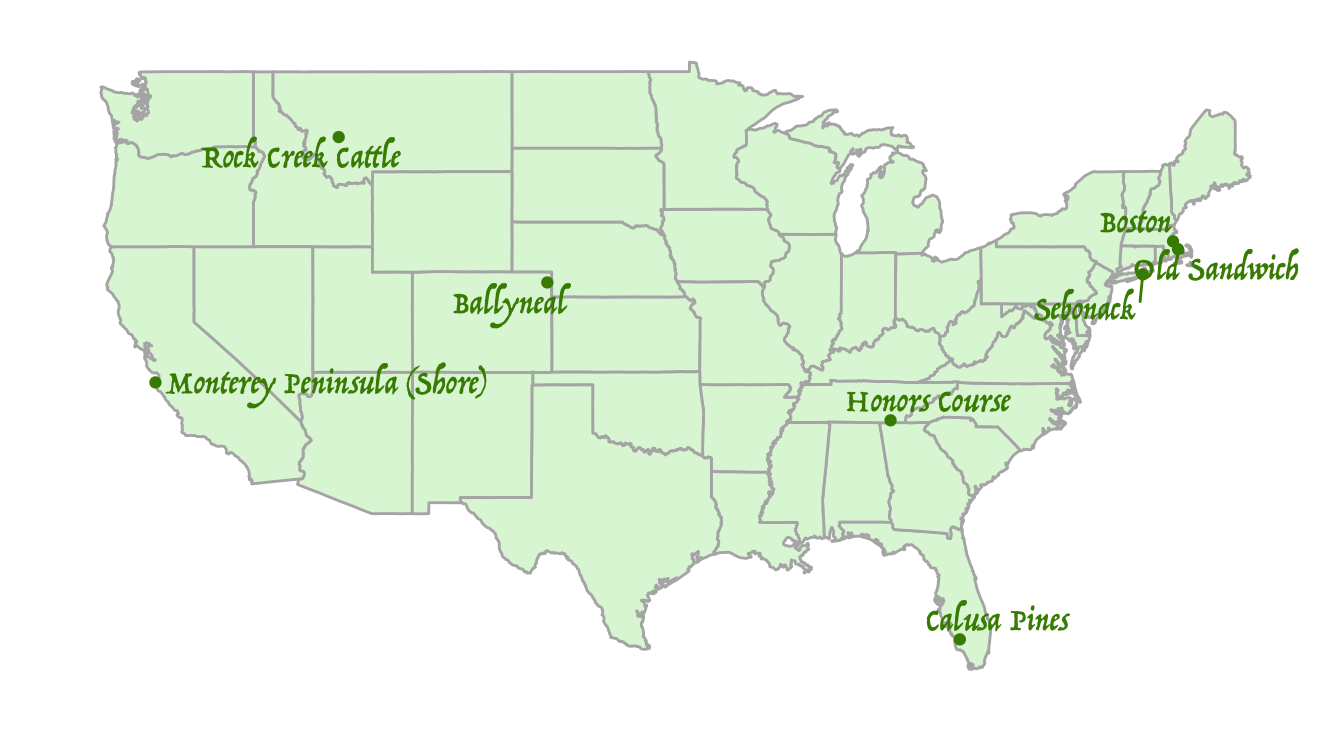 Rock Creek Cattle
Boston
Old Sandwich
Ballyneal
Sebonack
Monterey Peninsula (Shore)
Honors Course
Calusa Pines